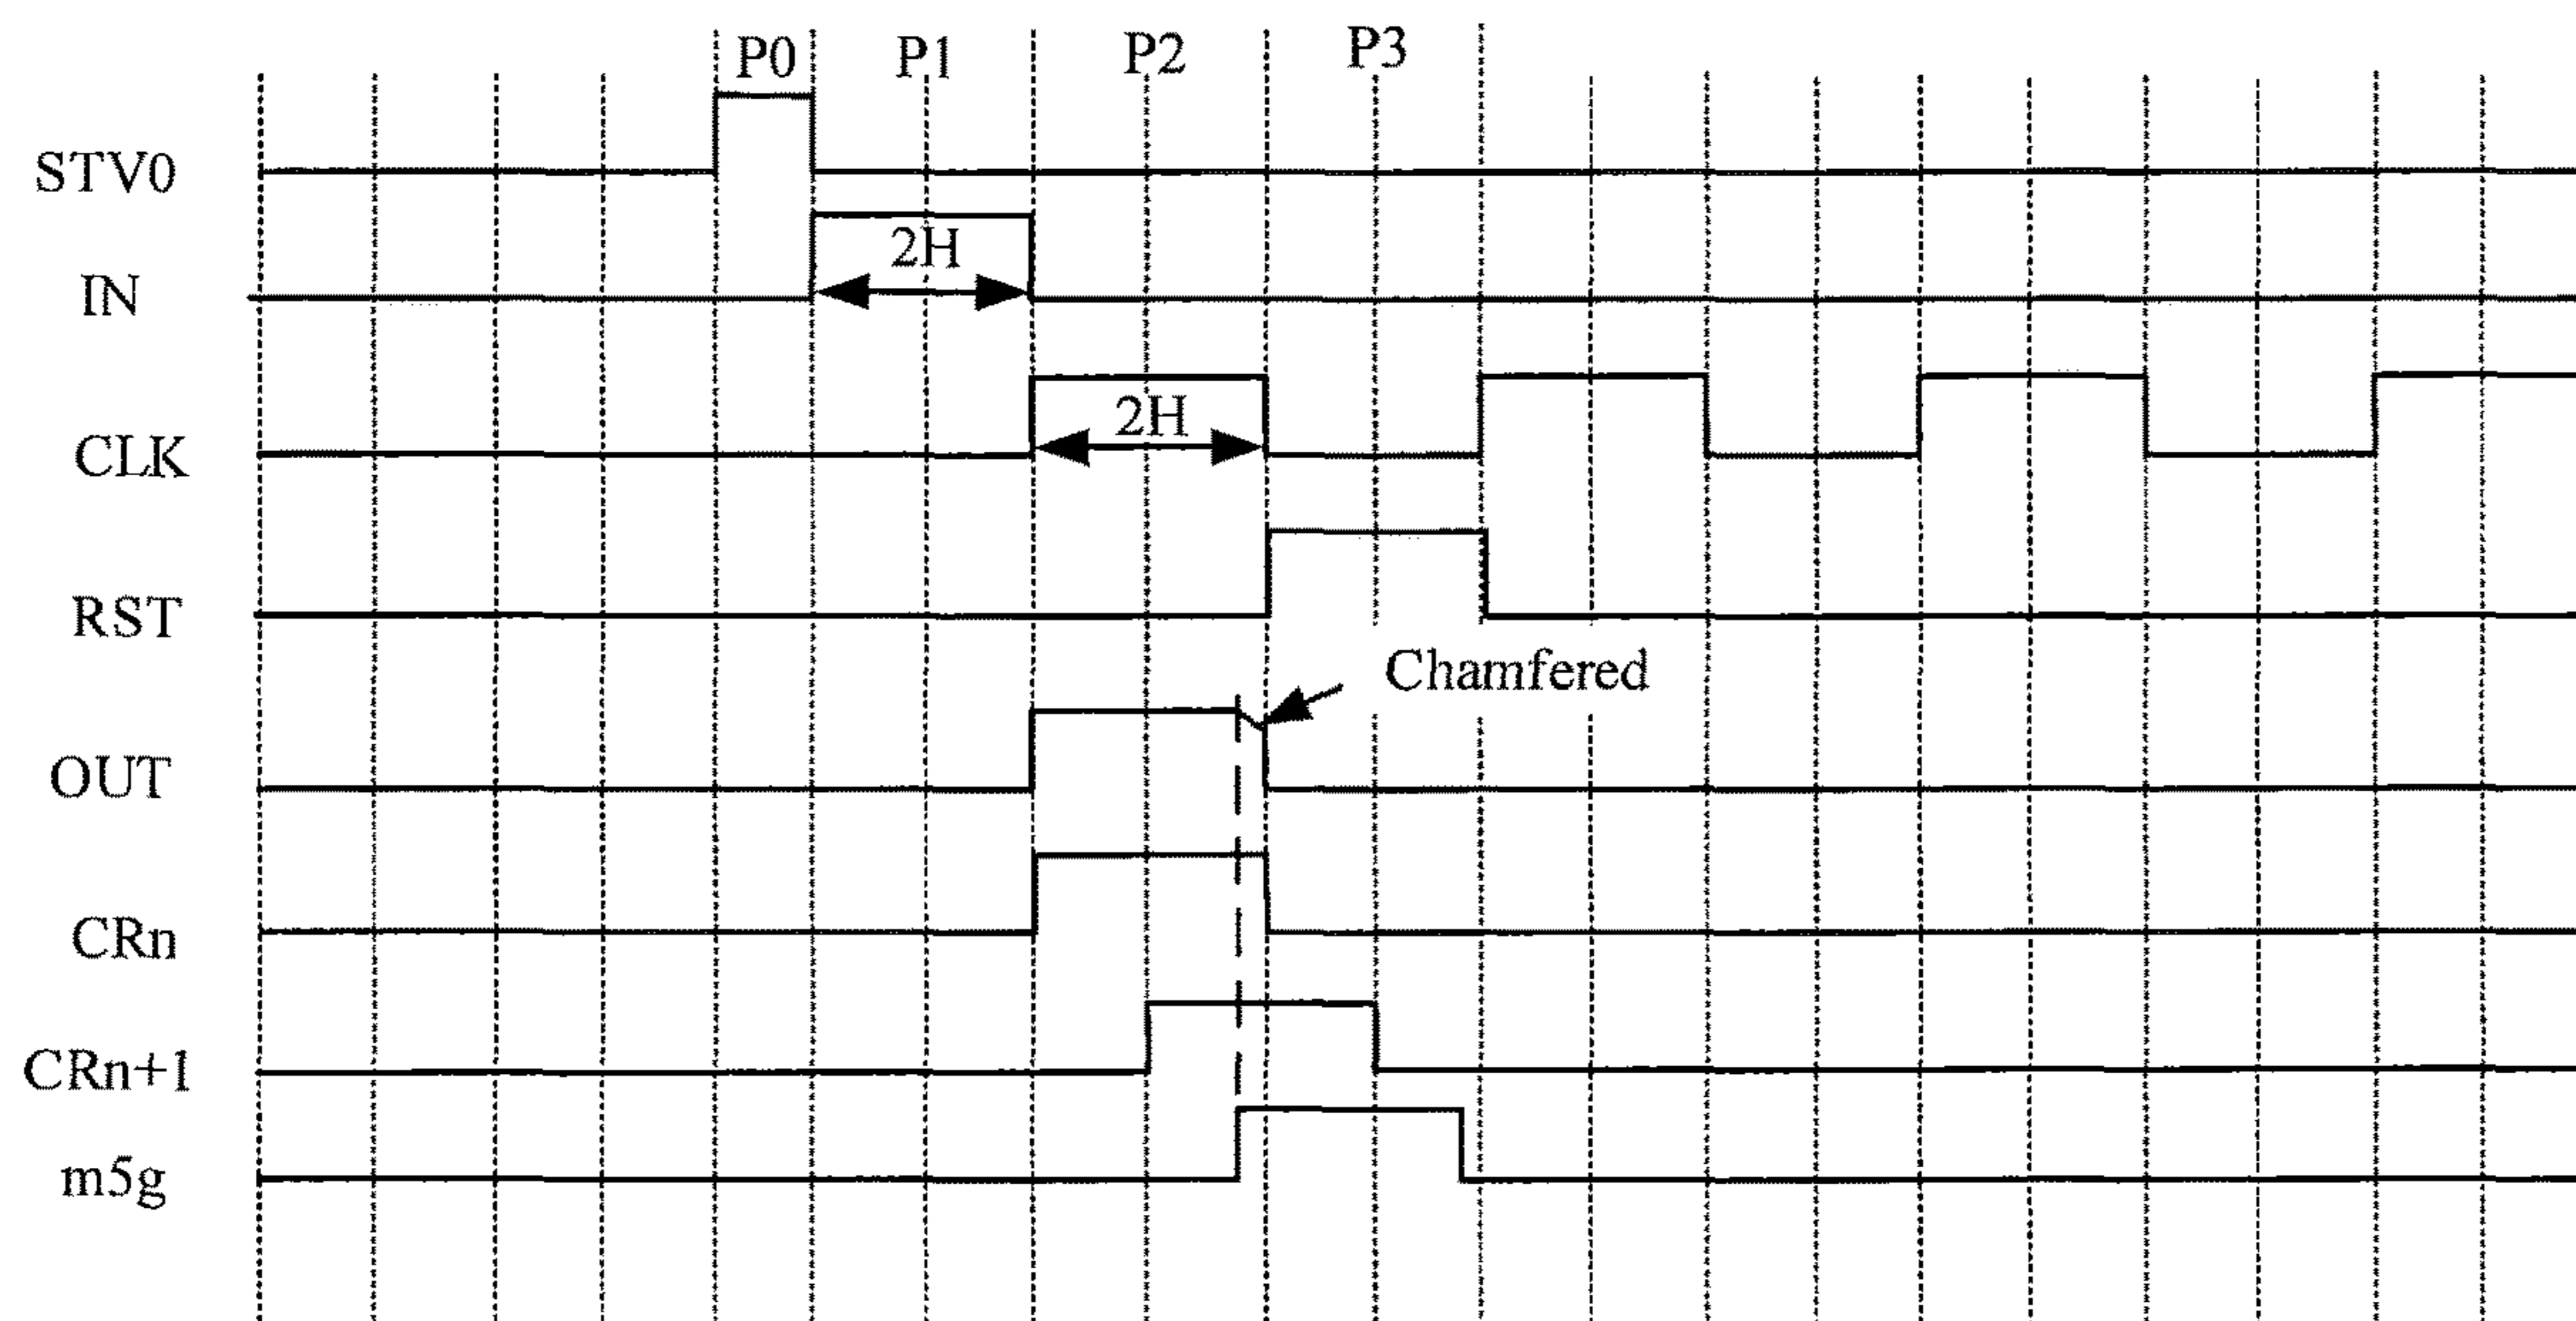 P0 P1 P2 P3
STV0
2H
IN
2H
CLK
RST
Chamfered
OUT
CRn
CRn+1
m5g